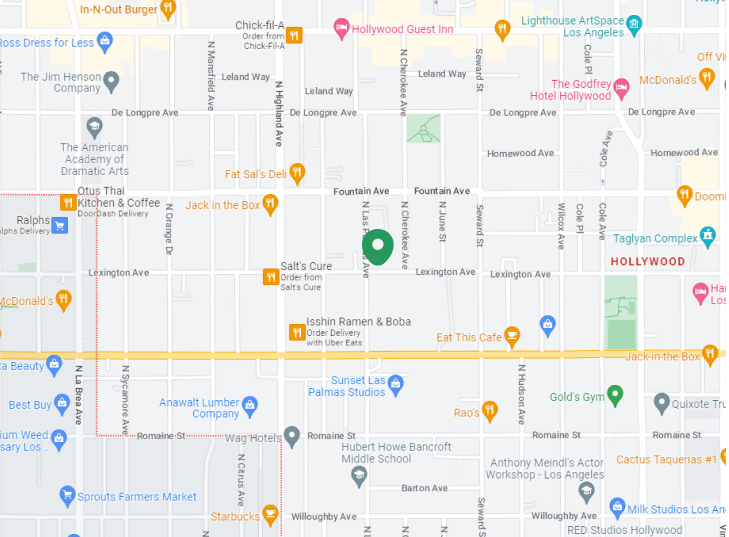 In-N-Out Burger
Chick-fil-A
Order from
Chick-Fil-A
Hollywood Guest Inn
Lighthouse ArtSpace
Los Angeles
Ross Dress for Less
N Mansfield Ave
N Cherokee Ave
Seward St
Cole Pl
Off Vi
The Jim Henson
Company
Leland Way
Leland Way
Leland Way
N Highland Ave
The Godfrey
Hotel Hollywood
McDonald's
De Longpre Ave
De Longpre Ave
De Longpre Ave
De Longpre Ave
The American
Academy of
Dramatic Arts
Homewood Ave
Homewood Ave
Cole Ave
Fat Sal's Deli
Otus Thai
Kitchen & Coffee
DoorDash Delivery
Fountain Ave
Fountain Ave
Jack in the Box
Doomi
Ralphs
lphs Delivery
N Orange Dr
N Las P
Ave
N Cherokee Ave
N June St
Seward St
Wilcox Ave
Cole Pl
Cole Ave
Taglyan Complex
HOLLYWOOD
Lexington Ave
Salt's Cure
Order from
Salt's Cure
Lexington Ave
Lexington Ave
McDonald's
Har
Los
Isshin Ramen & Boba
Order Delivery
with Uber Eats
Eat This Cafe
Jack in the Box
a Beauty
N La Brea Ave
N Sycamore Ave
Sunset Las
Palmas Studios
N Hudson Ave
Best Buy
Anawalt Lumber
Company
Rao's
Gold's Gym
Quixote Tru
ium Weed
sary Los...
Romaine St
Wag Hotels
Romaine St
Romaine St
Romaine St
Hubert Howe Bancroft
Middle School
N Citrus Ave
Anthony Meindl's Actor
Workshop - Los Angeles
Cactus Taquerias #1
Sprouts Farmers Market
Barton Ave
Seward S
Starbucks
Willoughby Ave
Willoughby Ave
Milk Studios Los An
RED Studios Hollywood